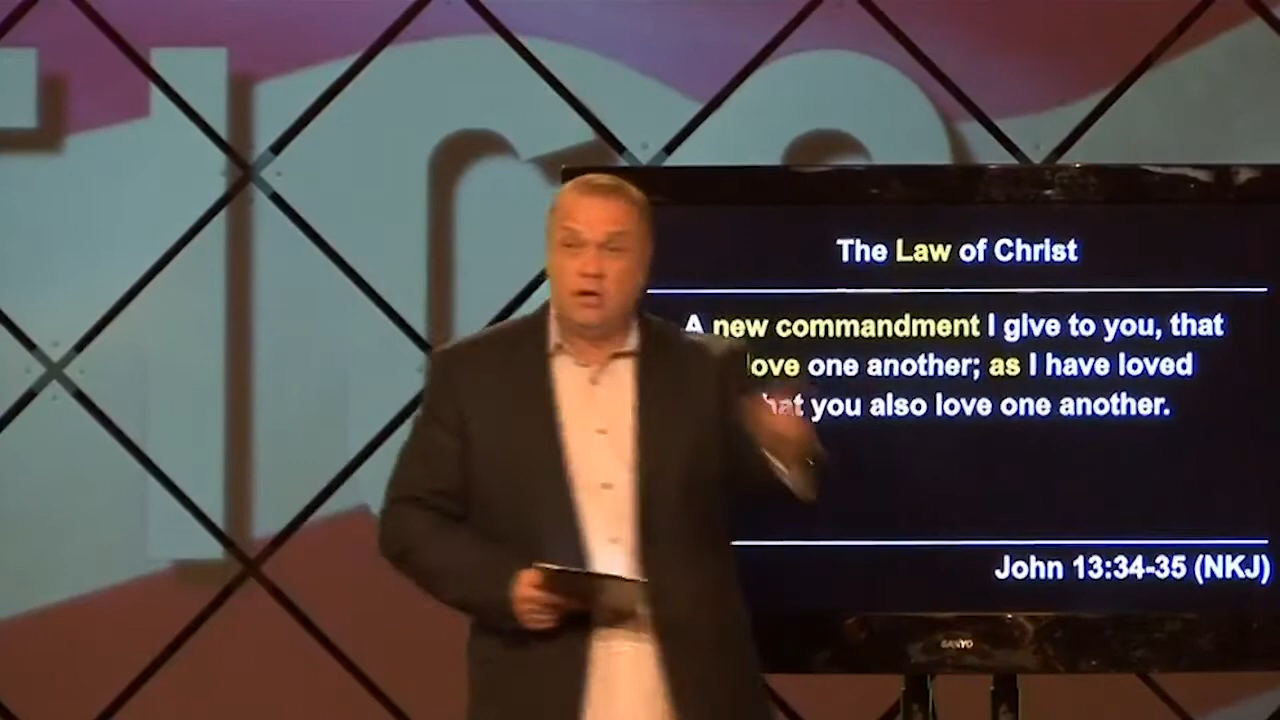 The Law of Christ
A new commandment I give to you, that
love one another; as I have loved
you also love one another.
John 13:34-35 (NKJ)
SANYO